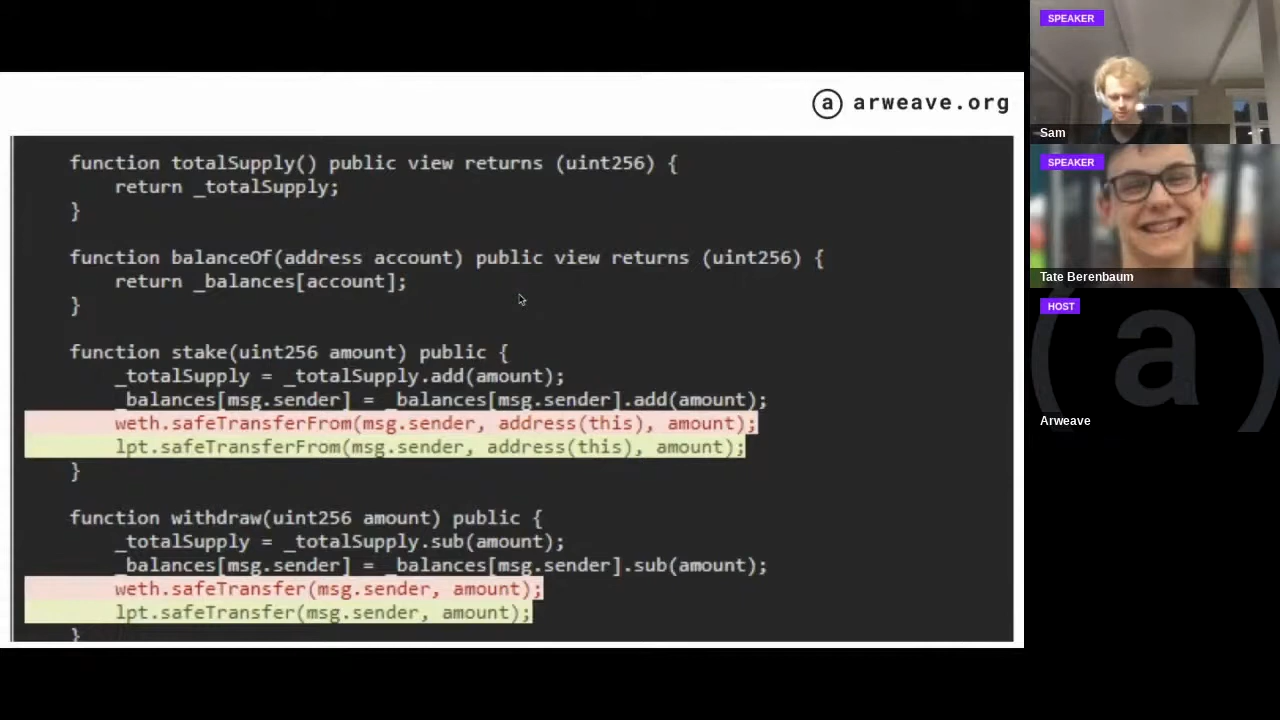 a arweave.org
function totalSupply() public view returns (uint256) {
return _totalSupply;
}
function balanceOf(address account) public view returns (uint256) {
return _balances[account];
}
function stake(uint256 amount) public {
_totalSupply = _totalSupply.add(amount);
_balances[msg.sender] = _balances[msg.sender].add(amount);
weth.safeTransferFrom(msg.sender, address(this), amount);
lpt.safeTransferFrom(msg.sender, address(this), amount);
}
function withdraw(uint256 amount) public {
_totalSupply = _totalSupply.sub(amount);
_balances[msg.sender] = _balances[msg.sender].sub(amount);
weth.safeTransfer(msg.sender, amount);
lpt.safeTransfer(msg.sender, amount);
}
SPEAKER
Sam
SPEAKER
Tate Berenbaum
HOST
a
Arweave